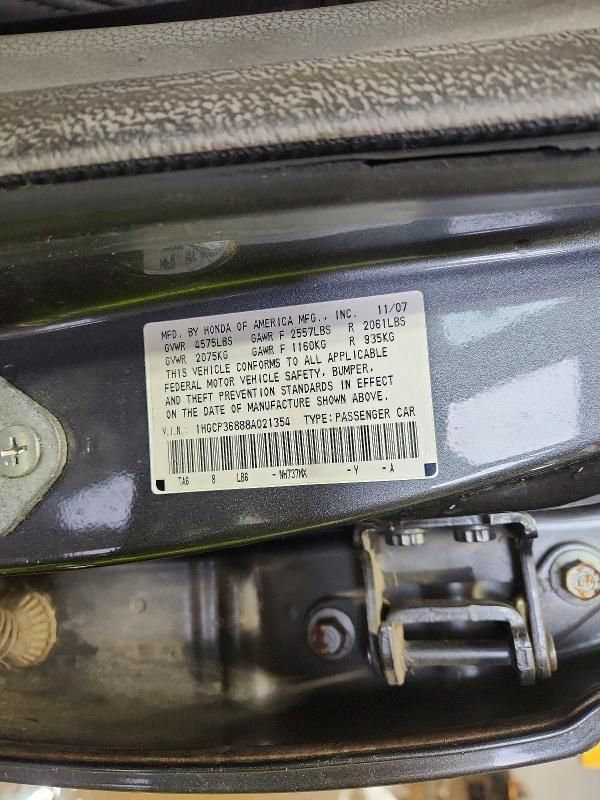 MFD. BY HONDA OF AMERICA MFG., INC. 11/07
GVWR 4575LBS GAWR F 2557LBS R 2061LBS
GVWR 2075KG GAWR F 1160KG R 935KG
THIS VEHICLE CONFORMS TO ALL APPLICABLE
FEDERAL MOTOR VEHICLE SAFETY, BUMPER,
AND THEFT PREVENTION STANDARDS IN EFFECT
ON THE DATE OF MANUFACTURE SHOWN ABOVE.
V.I.N.: 1HGCP36888A021354 TYPE:PASSENGER CAR
TA6 8 LB6 - NH737MX - Y - A